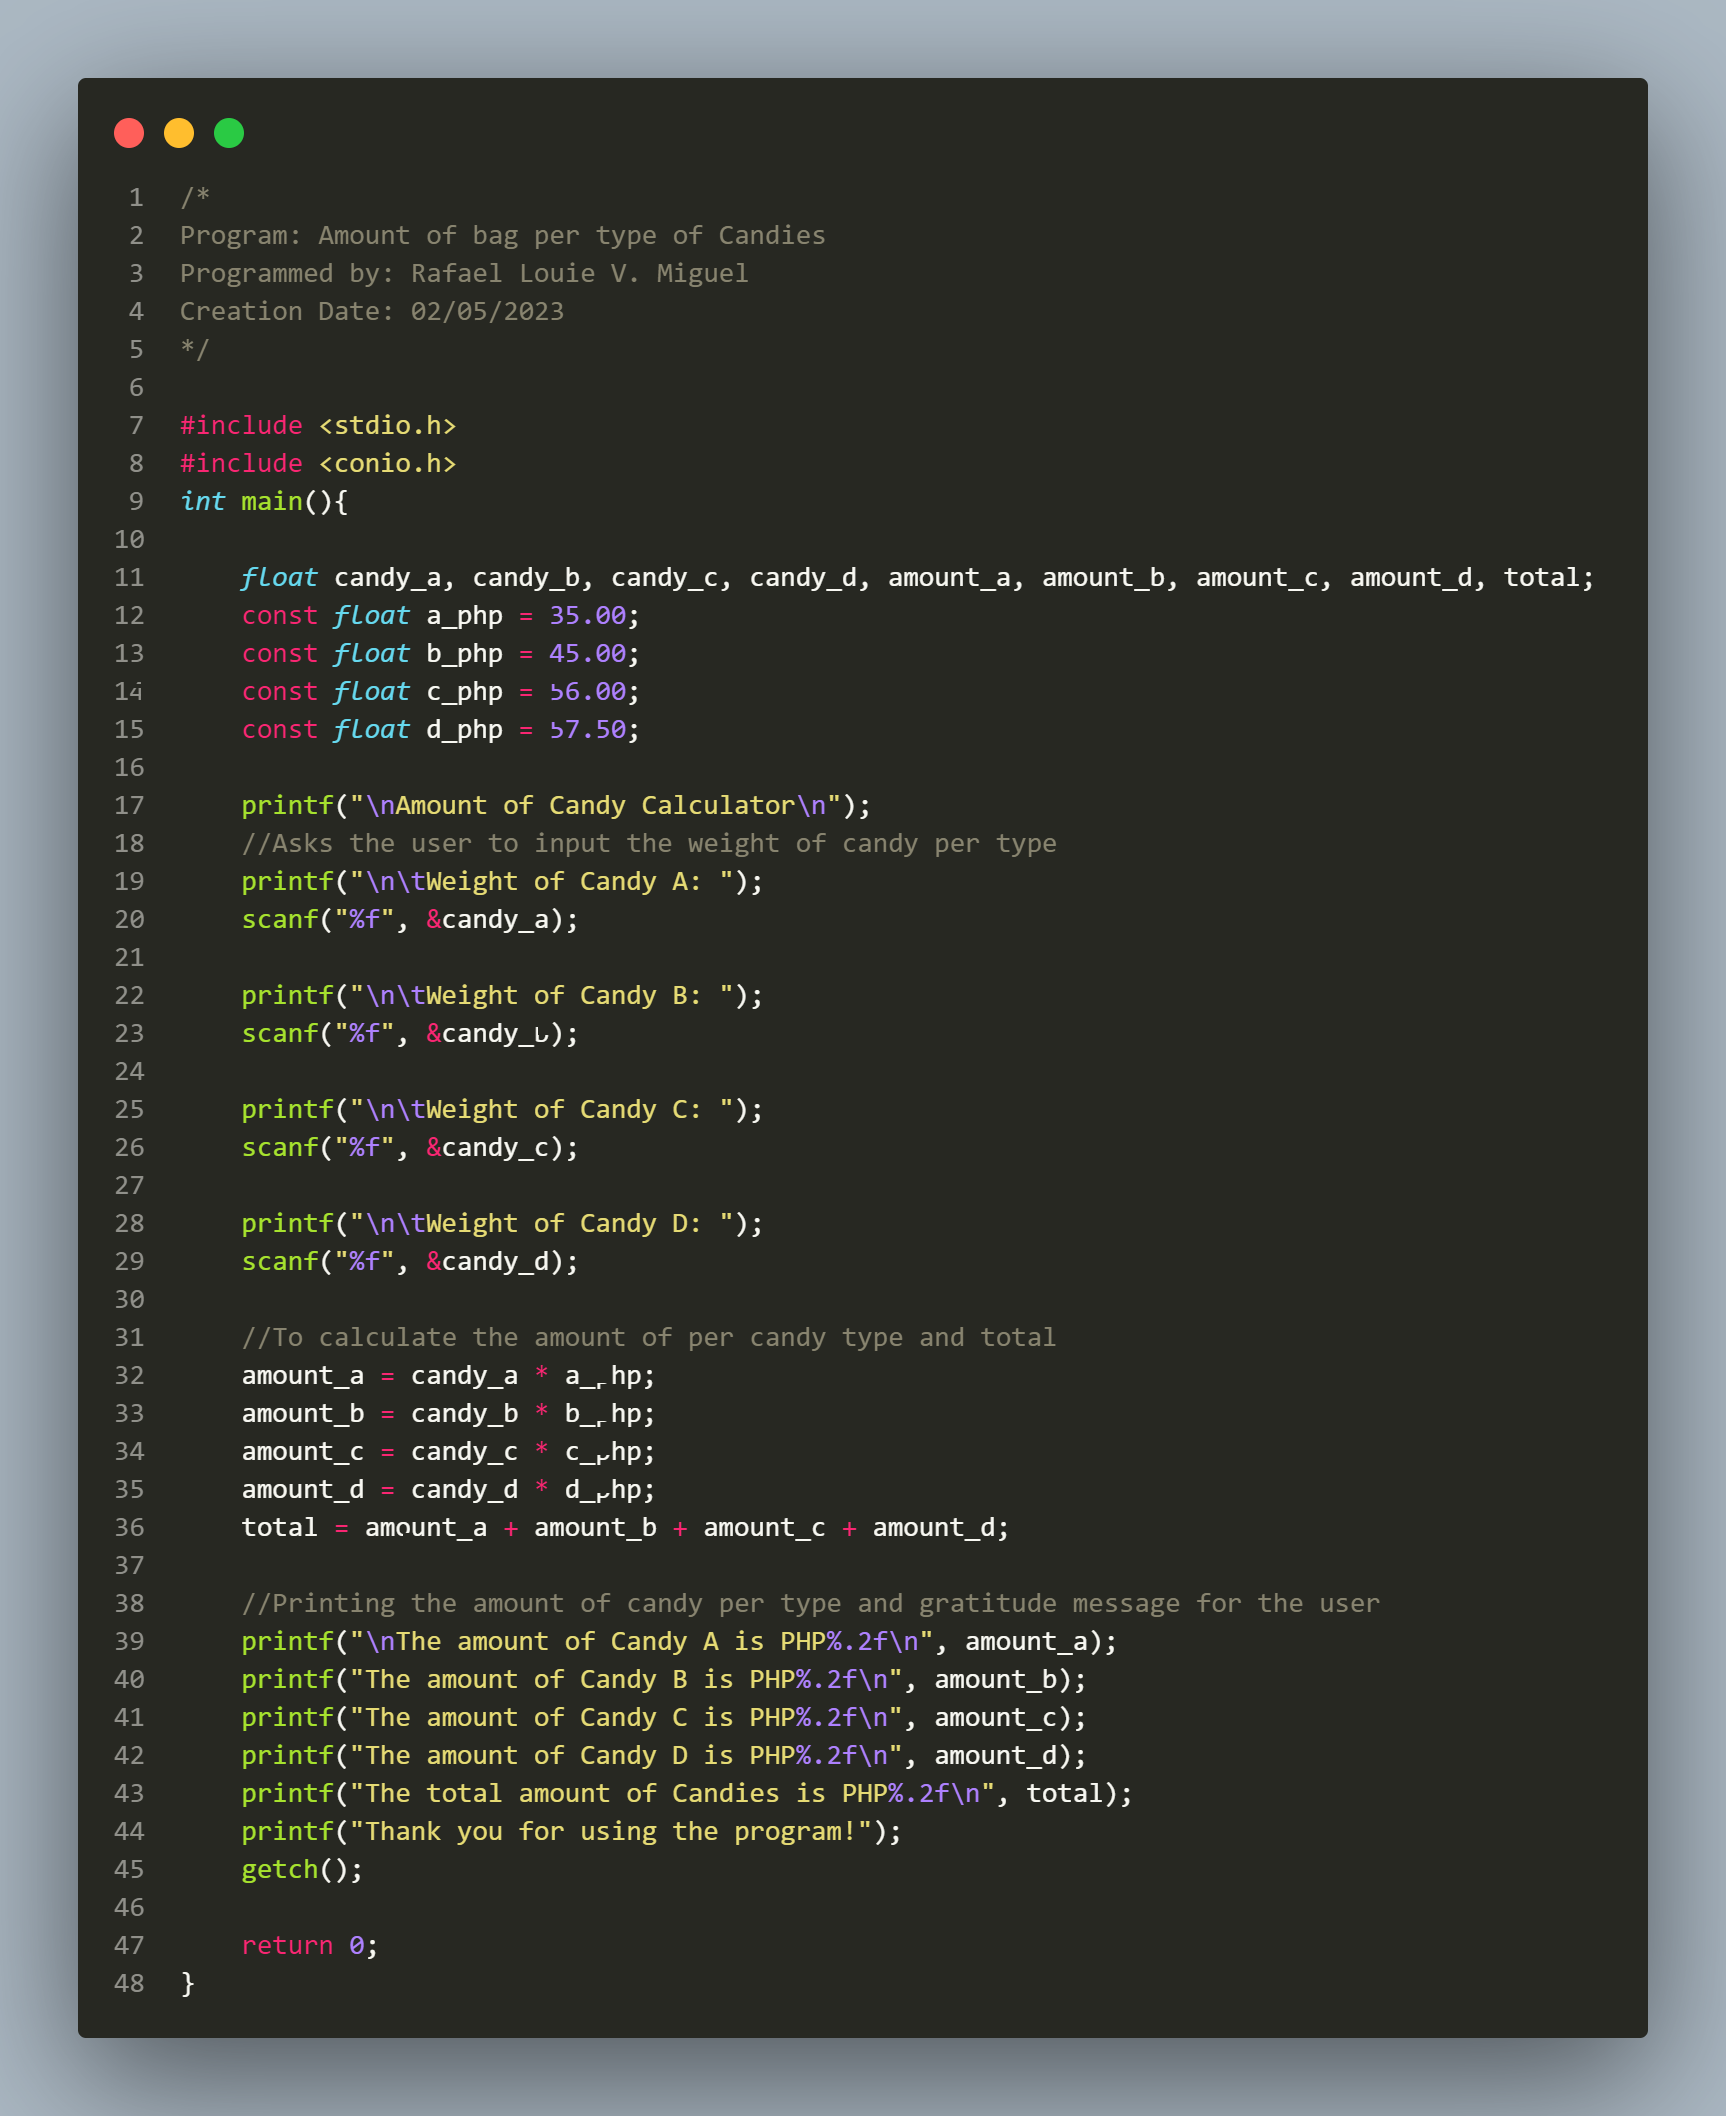 1 /*
2 Program: Amount of bag per type of Candies
3 Programmed by: Rafael Louie V. Miguel
4 Creation Date: 02/05/2023
5 */
6
7 #include <stdio.h>
8 #include <conio.h>
9 int main(){
10
11     float candy_a, candy_b, candy_c, candy_d, amount_a, amount_b, amount_c, amount_d, total;
12     const float a_php = 35.00;
13     const float b_php = 45.00;
14     const float c_php = 56.00;
15     const float d_php = 57.50;
16
17     printf("\nAmount of Candy Calculator\n");
18     //Asks the user to input the weight of candy per type
19     printf("\n\tWeight of Candy A: ");
20     scanf("%f", &candy_a);
21
22     printf("\n\tWeight of Candy B: ");
23     scanf("%f", &candy_b);
24
25     printf("\n\tWeight of Candy C: ");
26     scanf("%f", &candy_c);
27
28     printf("\n\tWeight of Candy D: ");
29     scanf("%f", &candy_d);
30
31     //To calculate the amount of per candy type and total
32     amount_a = candy_a * a_php;
33     amount_b = candy_b * b_php;
34     amount_c = candy_c * c_php;
35     amount_d = candy_d * d_php;
36     total = amount_a + amount_b + amount_c + amount_d;
37
38     //Printing the amount of candy per type and gratitude message for the user
39     printf("\nThe amount of Candy A is PHP%.2f\n", amount_a);
40     printf("The amount of Candy B is PHP%.2f\n", amount_b);
41     printf("The amount of Candy C is PHP%.2f\n", amount_c);
42     printf("The amount of Candy D is PHP%.2f\n", amount_d);
43     printf("The total amount of Candies is PHP%.2f\n", total);
44     printf("Thank you for using the program!");
45     getch();
46
47     return 0;
48 }